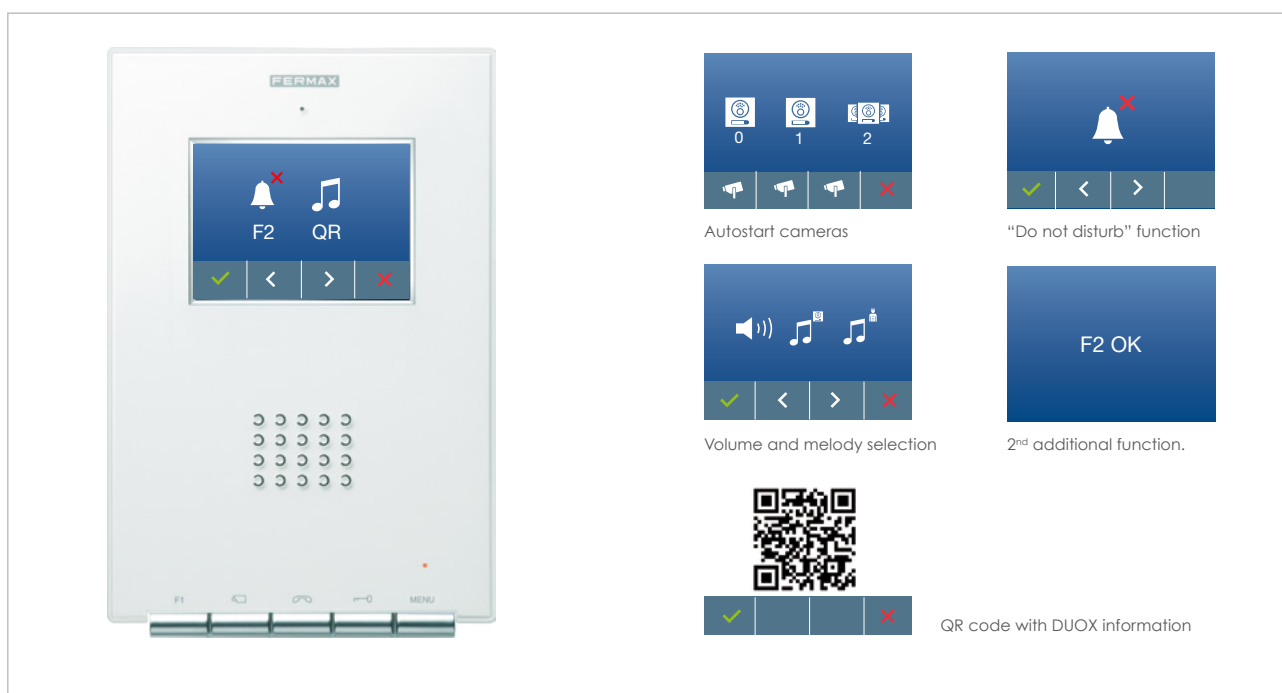 FERMAX
F2 QR
F1 MENU
0 1 2
Autostart cameras
“Do not disturb” function
Volume and melody selection
F2 OK
2nd additional function.
QR code with DUOX information